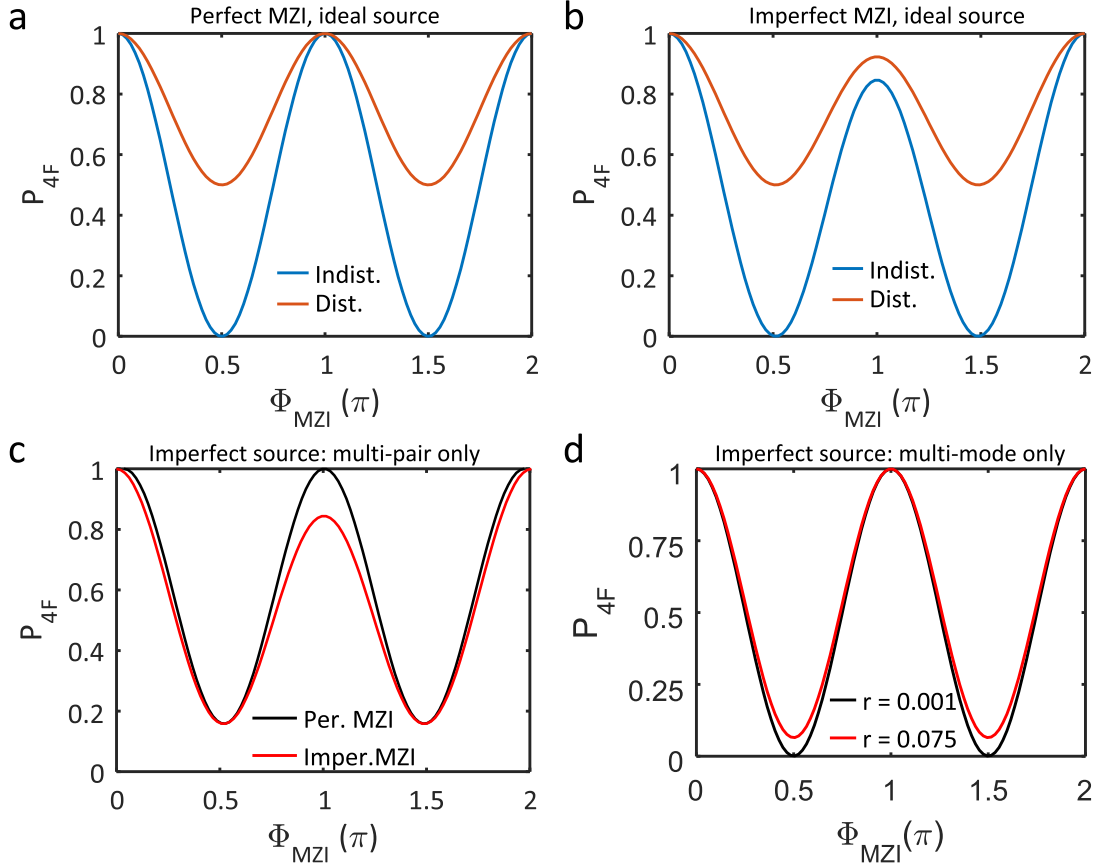 a
Perfect MZI, ideal source
1
0.8
0.6
0.4
0.2
0
P4F
Indist.
Dist.
0 0.5 1 1.5 2
ΦMZI (π)
b
Imperfect MZI, ideal source
1
0.8
0.6
0.4
0.2
0
P4F
Indist.
Dist.
0 0.5 1 1.5 2
ΦMZI (π)
c
Imperfect source: multi-pair only
1
0.8
0.6
0.4
0.2
0
P4F
Per. MZI
Imper.MZI
0 0.5 1 1.5 2
ΦMZI (π)
d
Imperfect source: multi-mode only
1
0.75
0.5
0.25
0
P4F
r = 0.001
r = 0.075
0 0.5 1 1.5 2
ΦMZI(π)